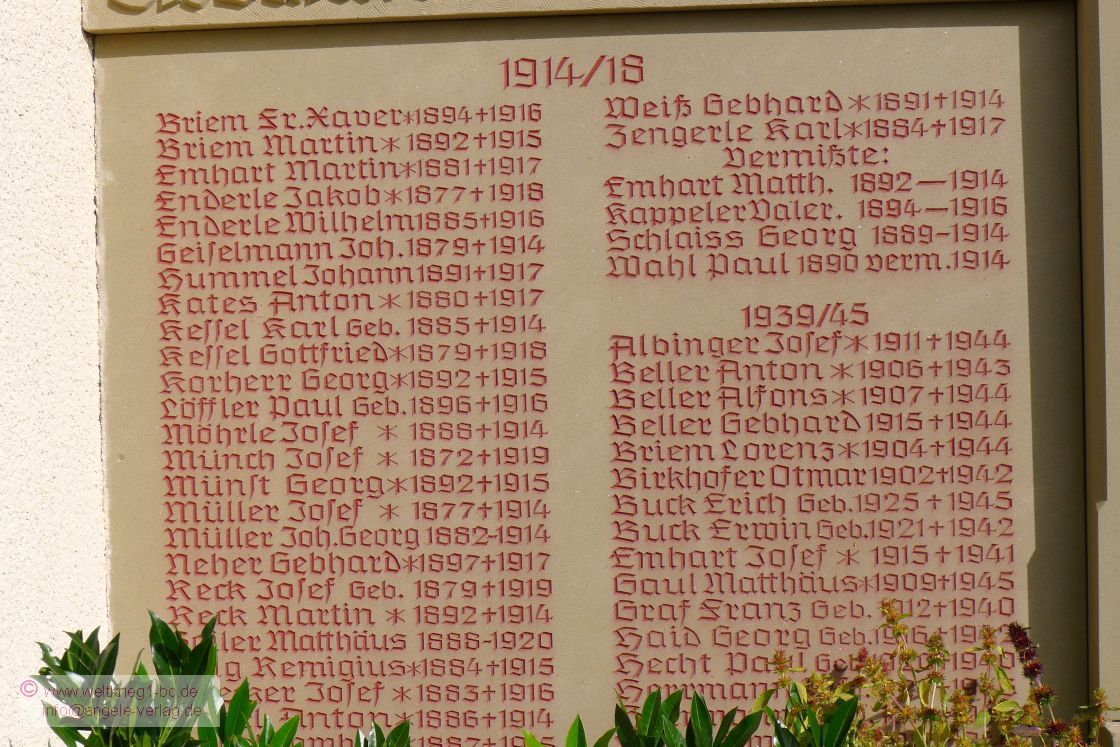 1914/18
Briem Fr. Xaver * 1894 + 1916
Briem Martin * 1892 + 1915
Emhart Martin * 1881 + 1917
Enderle Jakob * 1877 + 1918
Enderle Wilhelm 1885 + 1916
Geiselmann Joh. 1879 + 1914
Hummel Johann 1891 + 1917
Kates Anton * 1880 + 1917
Kessel Karl Geb. 1885 + 1914
Kessel Gottfried * 1879 + 1918
Korherr Georg * 1892 + 1915
Löffler Paul Geb. 1896 + 1916
Möhrle Josef * 1888 + 1914
Münch Josef * 1872 + 1919
Münst Georg * 1892 + 1915
Müller Josef * 1877 + 1914
Müller Joh. Georg 1882-1914
Neher Gebhard * 1897 + 1917
Reck Josef Geb. 1879 + 1919
Reck Martin * 1892 + 1914
Matthäus 1888-1920
Remigius * 1884 + 1915
Josef * 1883 + 1916
Anton * 1886 + 1914
1887 + 1915
Weiß Gebhard * 1891 + 1914
Zengerle Karl * 1884 + 1917
Vermißte:
Emhart Matth. 1892 — 1914
Kappeler Valer. 1894 — 1916
Schlaiss Georg 1889 - 1914
Wahl Paul 1890 verm. 1914
1939/45
Albinger Josef * 1911 + 1944
Beller Anton * 1906 + 1943
Beller Alfons * 1907 + 1944
Beller Gebhard 1915 + 1944
Briem Lorenz * 1904 + 1944
Birkhofer Otmar 1902 + 1942
Buck Erich Geb. 1925 + 1945
Buck Erwin Geb. 1921 + 1942
Emhart Josef * 1915 + 1941
Gaul Matthäus * 1909 + 1945
Graf Franz Geb. 1912 + 1940
Haid Georg Geb.
Hecht Paul Geb.
© www.weltkrieg1-bc.de
info@angele-verlag.de